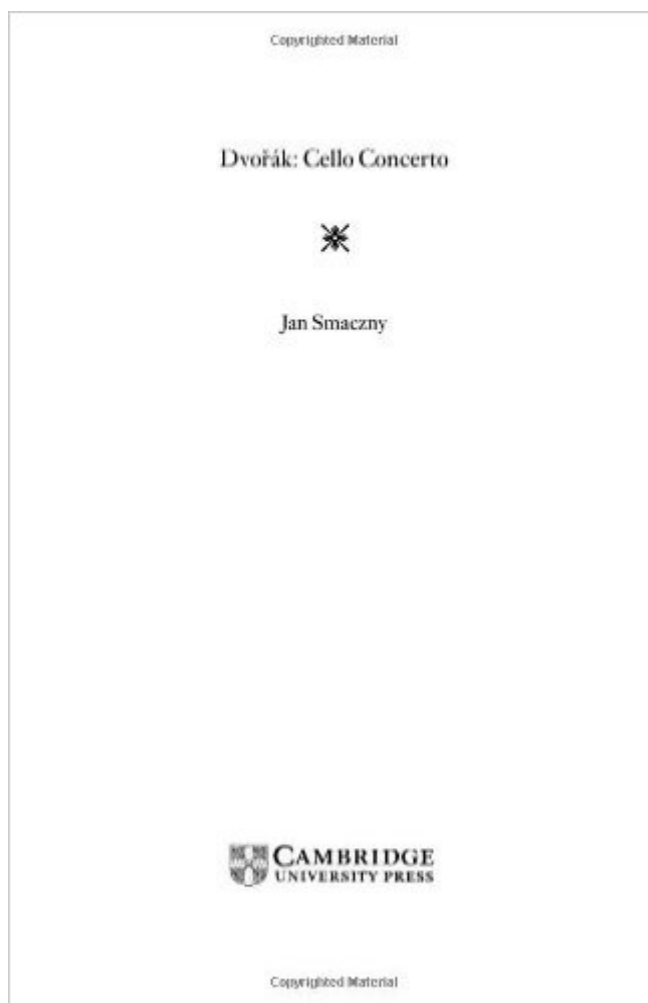 Copyrighted Material
Dvořák: Cello Concerto
Jan Smaczny
CAMBRIDGE
UNIVERSITY PRESS
Copyrighted Material